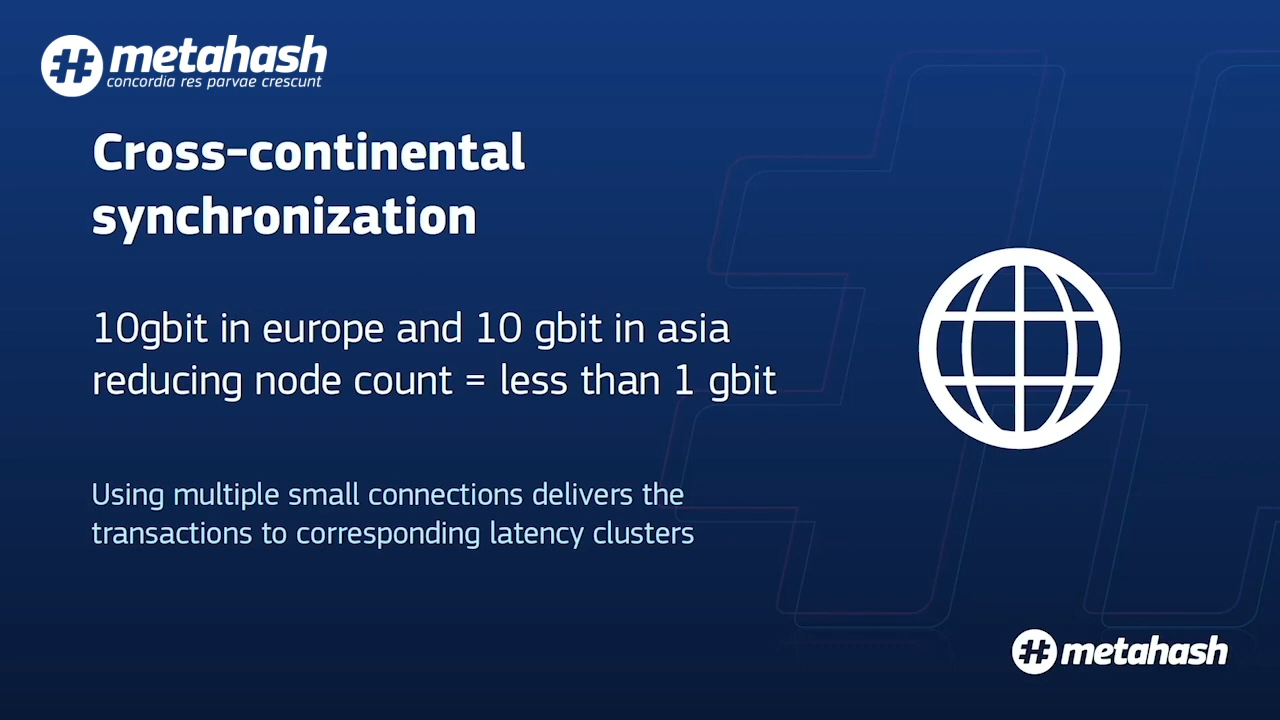 metahash
concordia res parvae crescunt
Cross-continental
synchronization
10gbit in europe and 10 gbit in asia
reducing node count = less than 1 gbit
Using multiple small connections delivers the
transactions to corresponding latency clusters
metahash